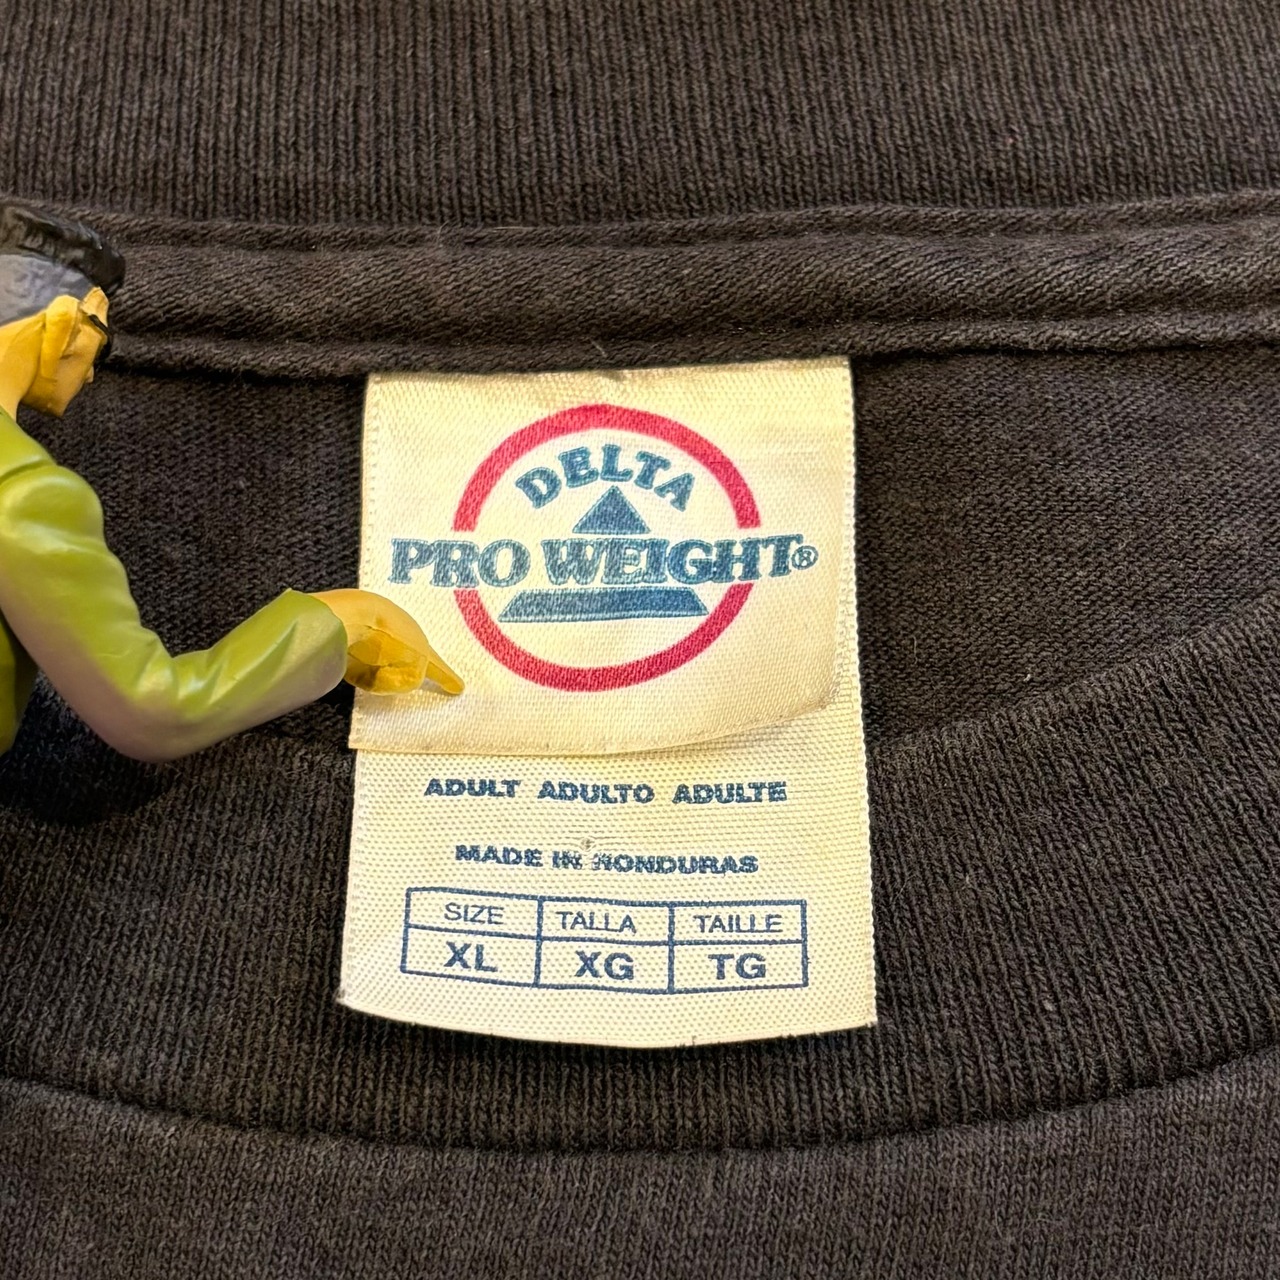 DELTA
PRO WEIGHT®
ADULT ADULTO ADULTE
MADE IN HONDURAS
SIZE TALLA TAILLE
XL XG TG